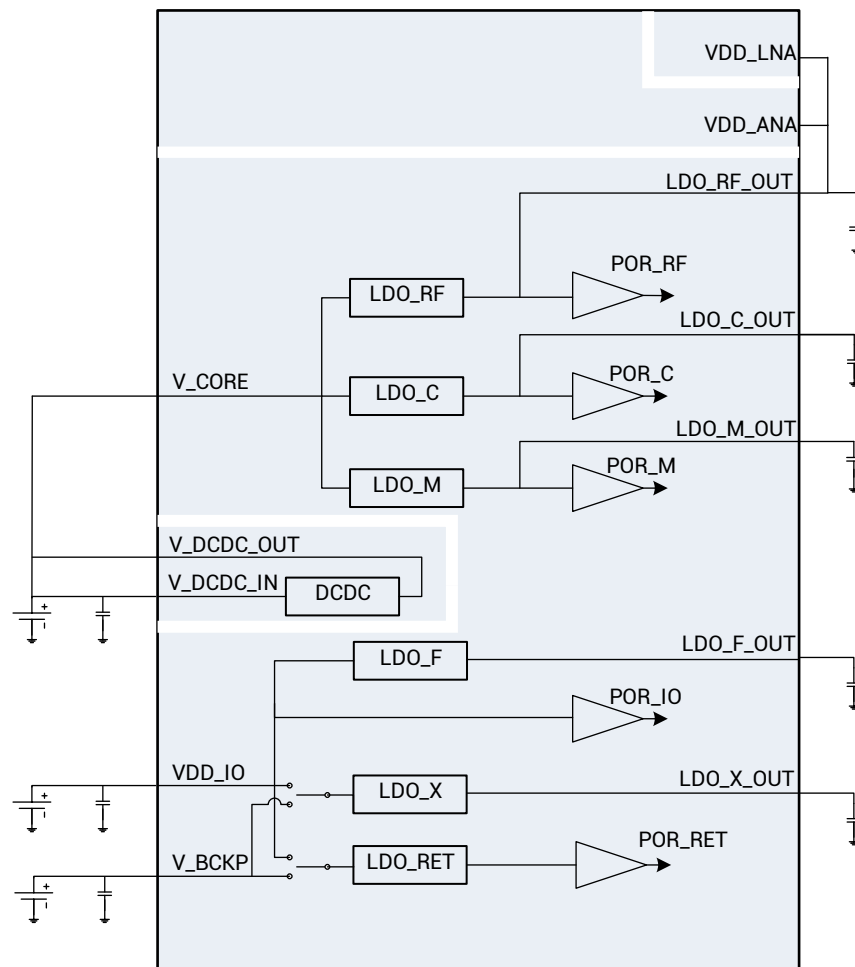 VDD_LNA
VDD_ANA
LDO_RF_OUT
POR_RF
LDO_RF
LDO_C_OUT
V_CORE
POR_C
LDO_C
LDO_M_OUT
POR_M
LDO_M
V_DCDC_OUT
V_DCDC_IN
DCDC
+
-
LDO_F_OUT
LDO_F
POR_IO
VDD_IO
LDO_X_OUT
LDO_X
+
-
POR_RET
V_BCKP
LDO_RET
+
-